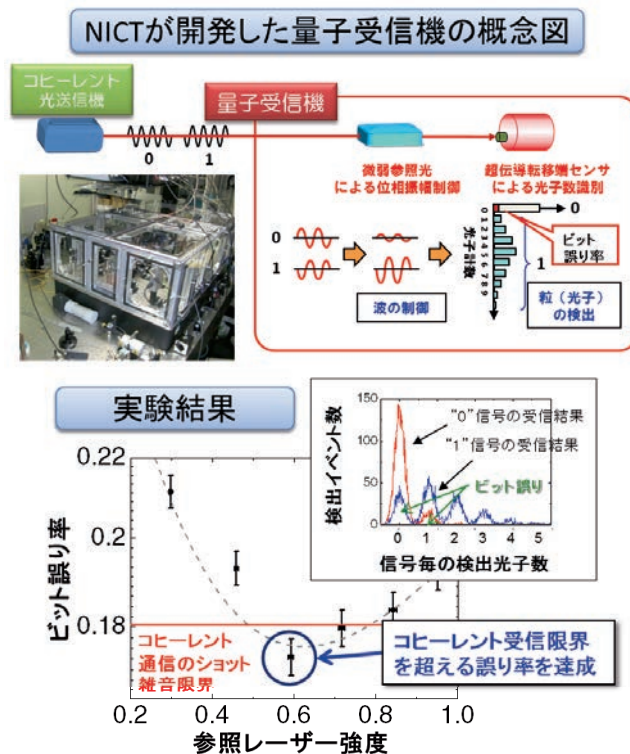 NICTが開発した量子受信機の概念図
コヒーレント
光送信機
量子受信機
0 1
微弱参照光
による位相振幅制御
超伝導転移端センサ
による光子数識別
0
1
波の制御
光子計数
0 1 2 3 4 5 6 7 8 9
0
ビット
誤り率
1
粒（光子）
の検出
実験結果
検出イベント数
150
100
50
0
"0"信号の受信結果
"1"信号の受信結果
ビット誤り
0 1 2 3 4 5
信号毎の検出光子数
ビット誤り率
0.22
0.2
0.18
コヒーレント
通信のショット
雑音限界
コヒーレント受信限界
を超える誤り率を達成
0.2 0.4 0.6 0.8 1.0
参照レーザー強度